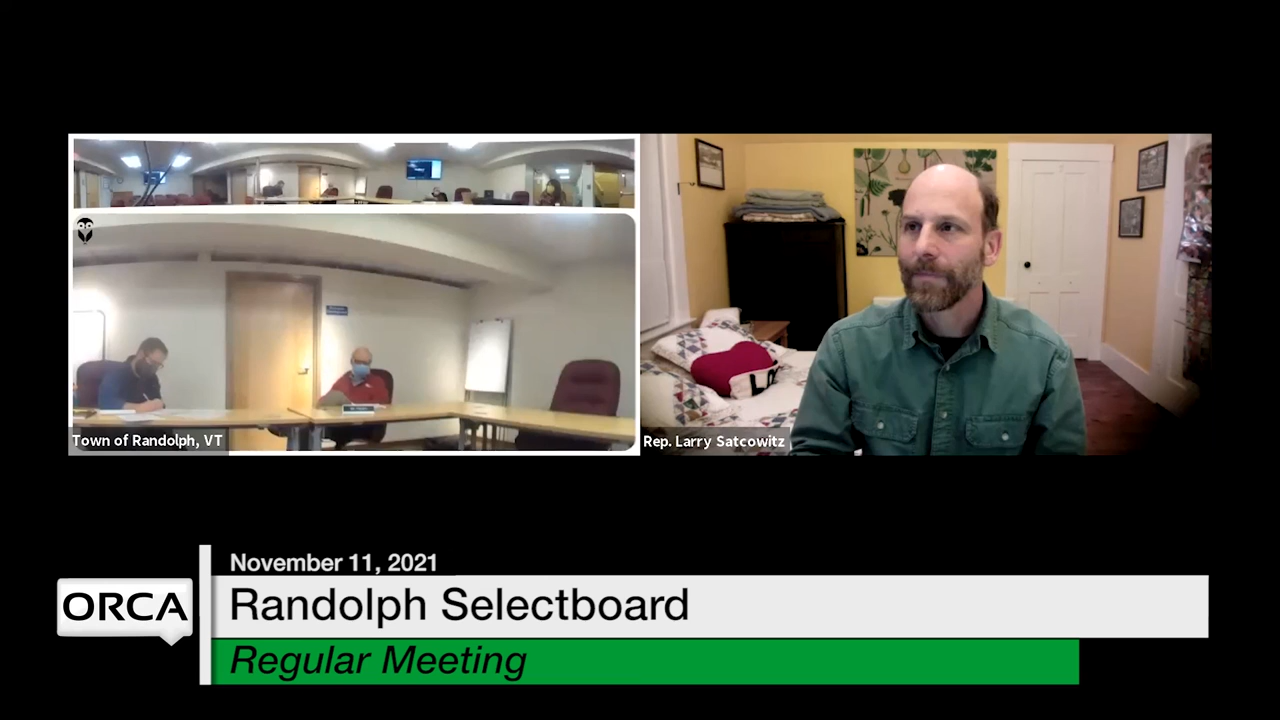 Town of Randolph, VT
Rep. Larry Satcowitz
November 11, 2021
ORCA
Randolph Selectboard
Regular Meeting